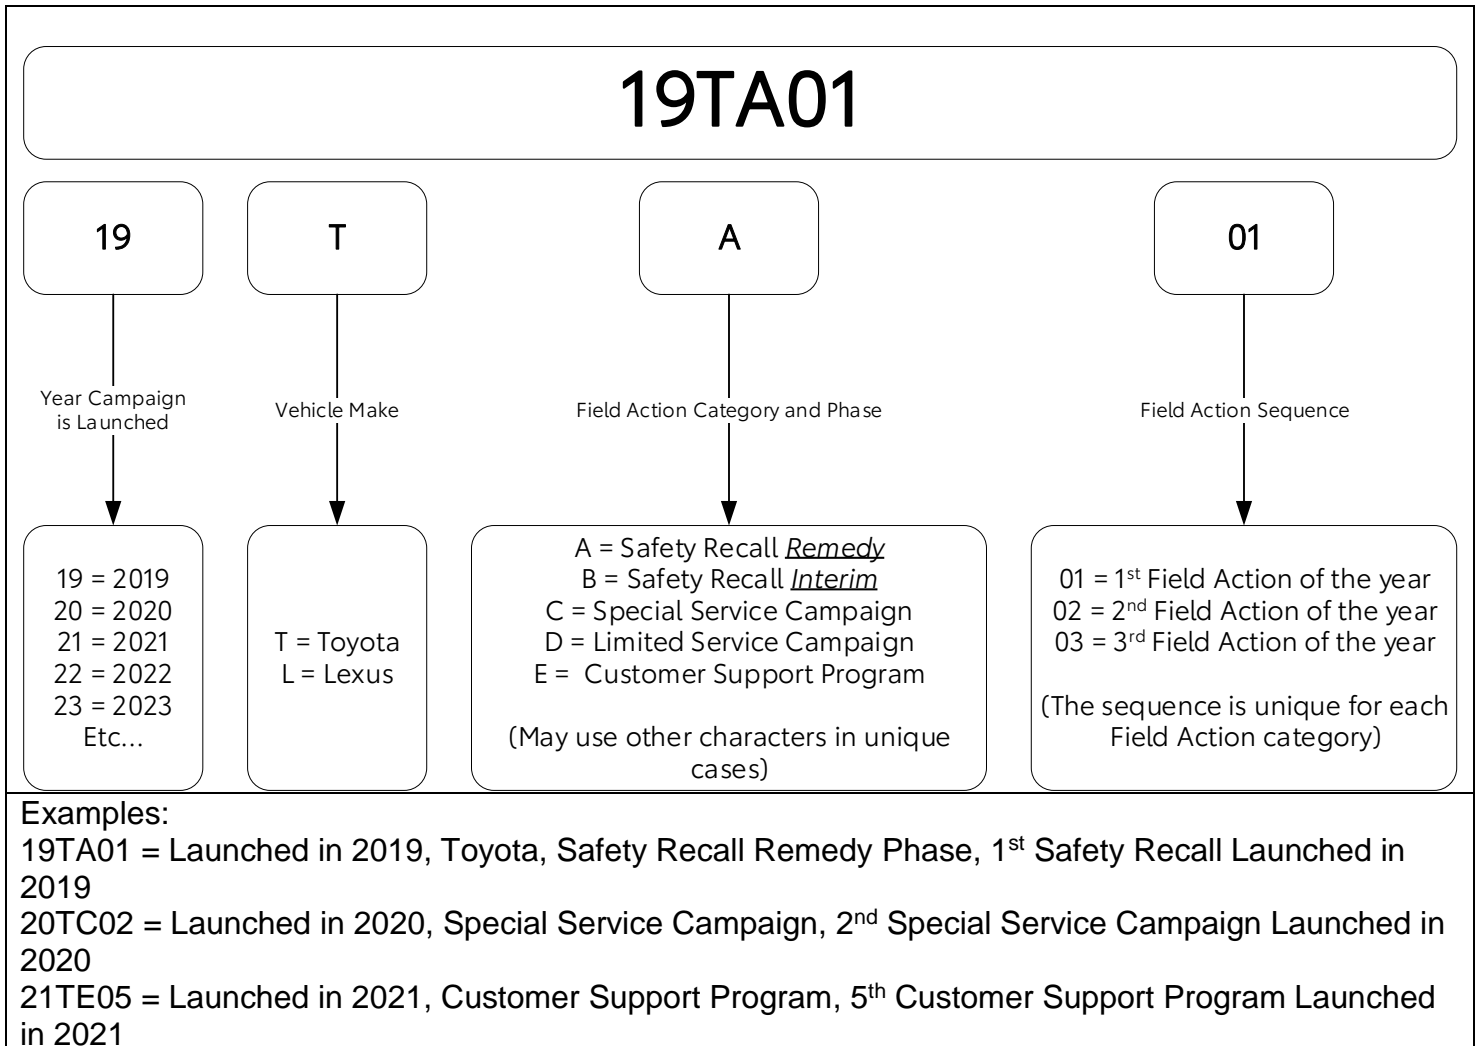 19TA01
19
T
A
01
Year Campaign
is Launched
Vehicle Make
Field Action Category and Phase
Field Action Sequence
19 = 2019
20 = 2020
21 = 2021
22 = 2022
23 = 2023
Etc...
T = Toyota
L = Lexus
A = Safety Recall Remedy
B = Safety Recall Interim
C = Special Service Campaign
D = Limited Service Campaign
E =  Customer Support Program
(May use other characters in unique
cases)
01 = 1st Field Action of the year
02 = 2nd Field Action of the year
03 = 3rd Field Action of the year
(The sequence is unique for each
Field Action category)
Examples:
19TA01 = Launched in 2019, Toyota, Safety Recall Remedy Phase, 1st Safety Recall Launched in
2019
20TC02 = Launched in 2020, Special Service Campaign, 2nd Special Service Campaign Launched in
2020
21TE05 = Launched in 2021, Customer Support Program, 5th Customer Support Program Launched
in 2021